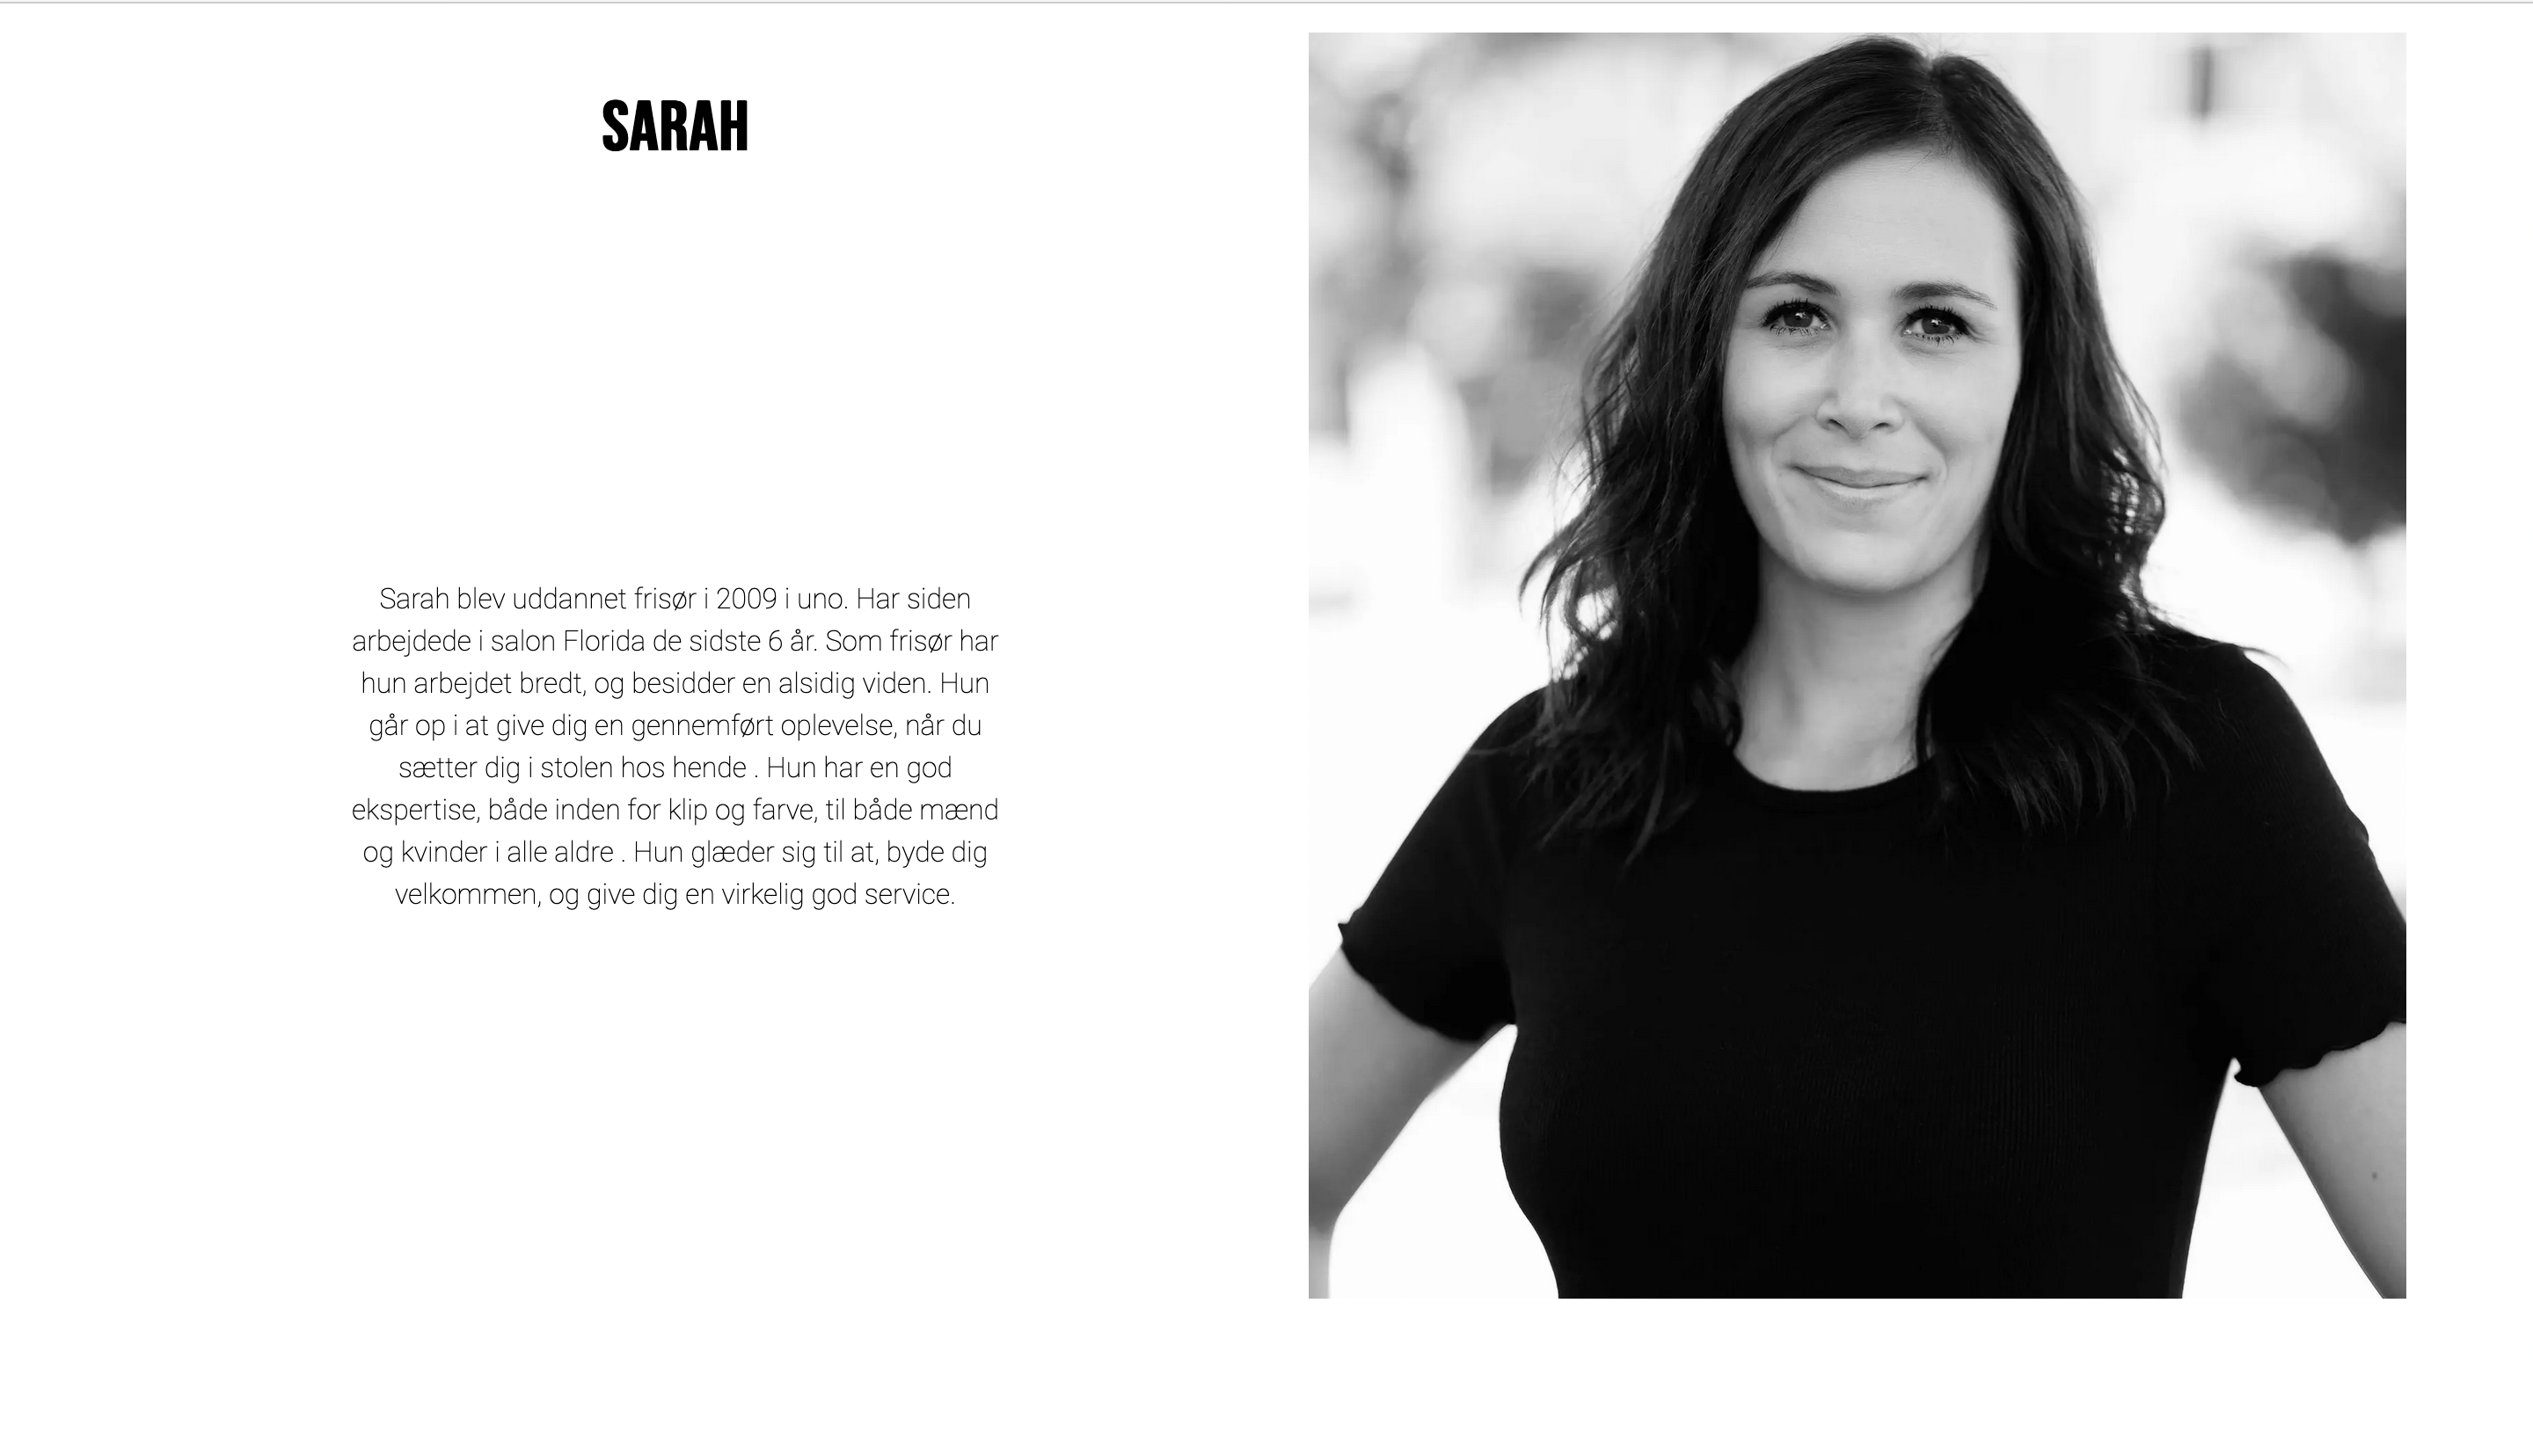 SARAH
Sarah blev uddannet frisør i 2009 i uno. Har siden
arbejdede i salon Florida de sidste 6 år. Som frisør har
hun arbejdet bredt, og besidder en alsidig viden. Hun
går op i at give dig en gennemført oplevelse, når du
sætter dig i stolen hos hende . Hun har en god
ekspertise, både inden for klip og farve, til både mænd
og kvinder i alle aldre . Hun glæder sig til at, byde dig
velkommen, og give dig en virkelig god service.